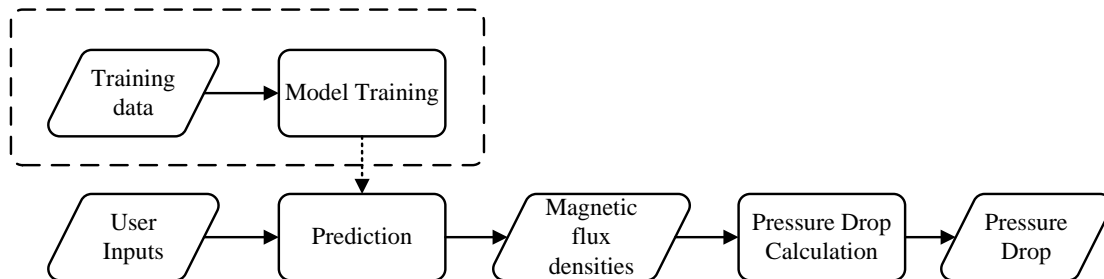 Training
data
Model Training
User
Inputs
Prediction
Magnetic
flux
densities
Pressure Drop
Calculation
Pressure
Drop